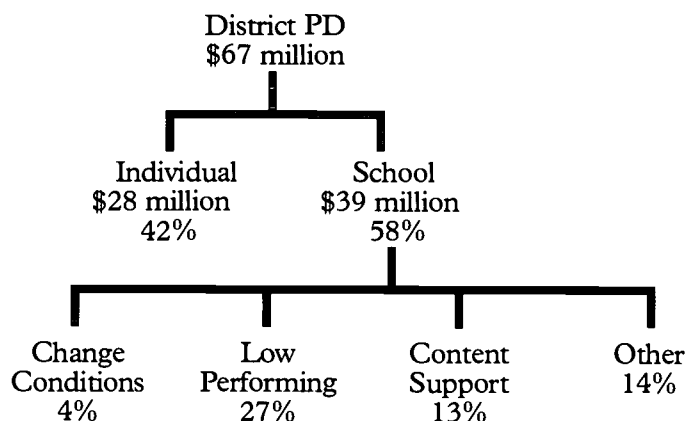 District PD
$67 million
Individual
$28 million
42%
School
$39 million
58%
Change
Conditions
4%
Low
Performing
27%
Content
Support
13%
Other
14%